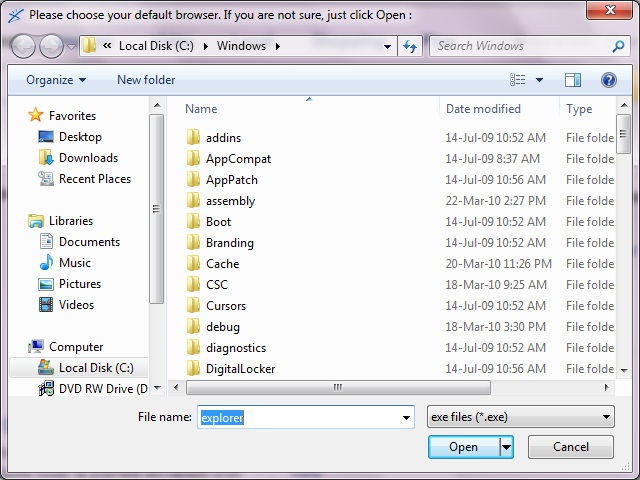 Please choose your default browser. If you are not sure, just click Open :
Local Disk (C:) Windows
Search Windows
Organize New folder
Name Date modified Type
Favorites
Desktop
Downloads
Recent Places
Libraries
Documents
Music
Pictures
Videos
Computer
Local Disk (C:)
DVD RW Drive (D
addins 14-Jul-09 10:52 AM File folde
AppCompat 14-Jul-09 8:37 AM File folde
AppPatch 14-Jul-09 10:56 AM File folde
assembly 22-Mar-10 2:27 PM File folde
Boot 14-Jul-09 10:52 AM File folde
Branding 14-Jul-09 10:52 AM File folde
Cache 20-Mar-10 11:26 PM File folde
CSC 18-Mar-10 9:25 AM File folde
Cursors 14-Jul-09 10:52 AM File folde
debug 18-Mar-10 3:30 PM File folde
diagnostics 14-Jul-09 10:52 AM File folde
DigitalLocker 14-Jul-09 10:56 AM File folde
File name: explorer exe files (*.exe)
Open Cancel